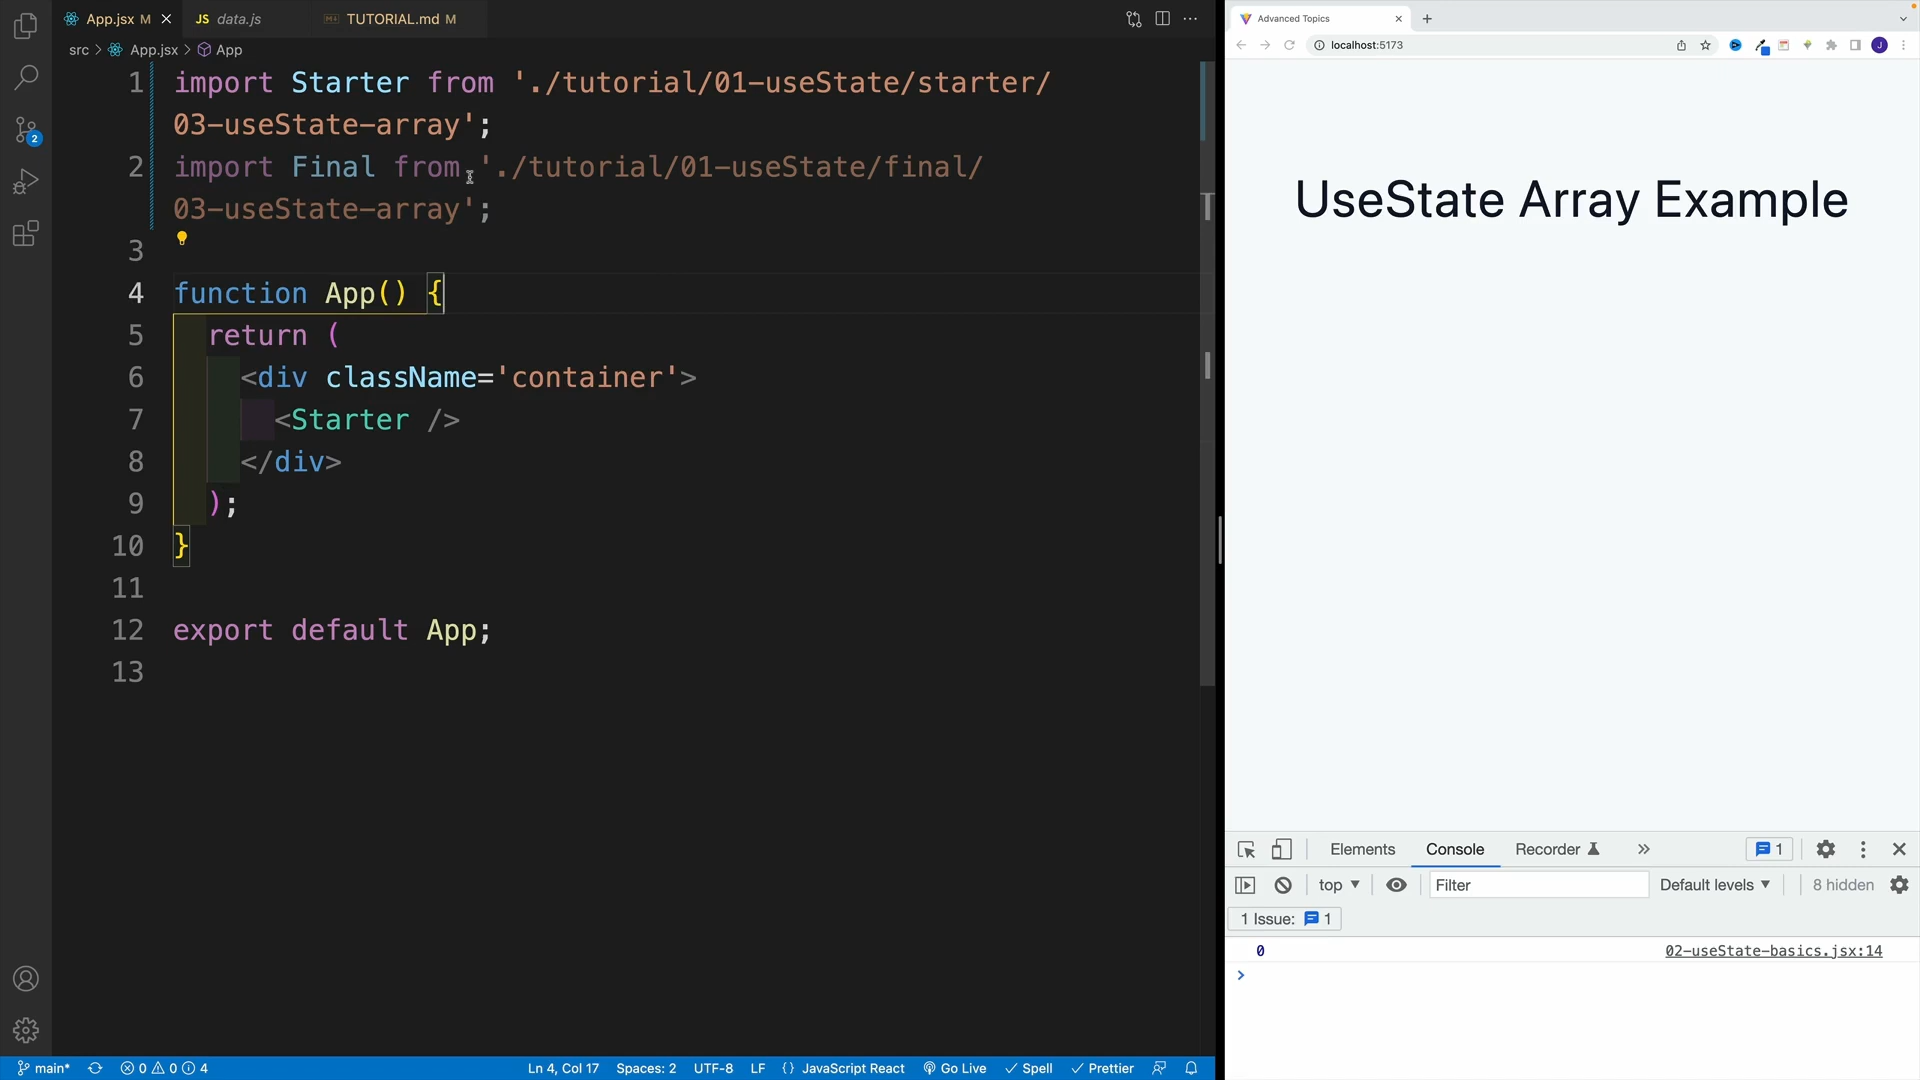 App.jsx M
JS data.js
TUTORIAL.md M
src > App.jsx > App
1 import Starter from './tutorial/01-useState/starter/
03-useState-array';
2 import Final from './tutorial/01-useState/final/
03-useState-array';
3
4 function App() {
5 return (
6 <div className='container'>
7 <Starter />
8 </div>
9 );
10 }
11
12 export default App;
13
2
main*
0 0 4
Ln 4, Col 17
Spaces: 2
UTF-8
LF
{ } JavaScript React
Go Live
Spell
Prettier
Advanced Topics
localhost:5173
J
UseState Array Example
Elements
Console
Recorder
1
top
Filter
Default levels
8 hidden
1 Issue: 1
0
02-useState-basics.jsx:14